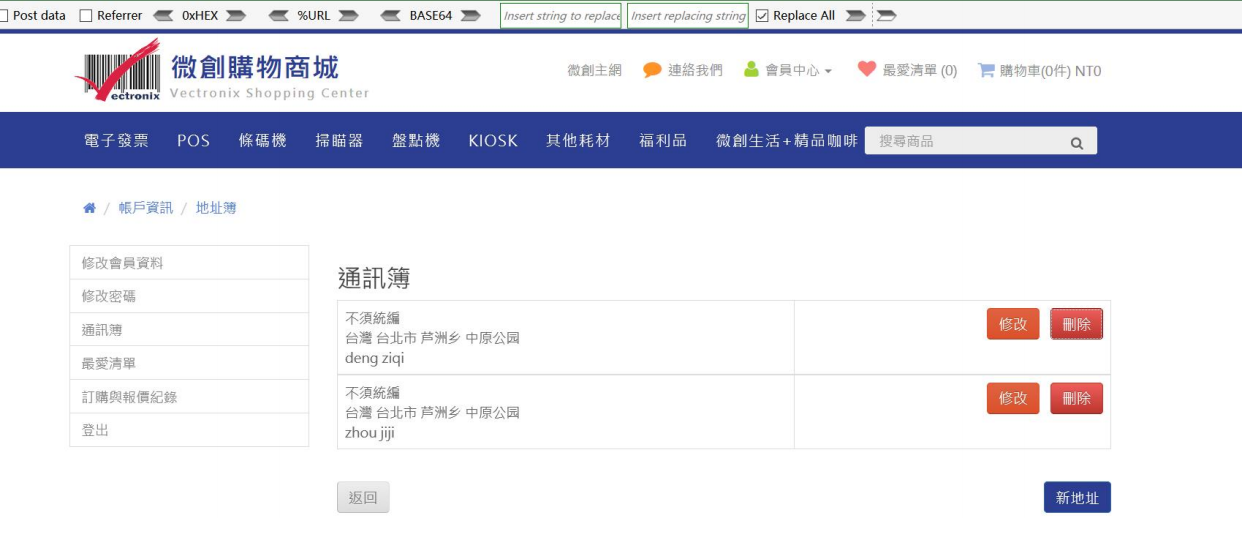 Post data Referrer 0xHEX %URL BASE64 Insert string to replace Insert replacing string Replace All
ectronix
微創購物商城
Vectronix Shopping Center
微創主網 連絡我們 會員中心 最愛清單 (0) 購物車(0件) NT0
電子發票 POS 條碼機 掃瞄器 盤點機 KIOSK 其他耗材 福利品 微創生活+精品咖啡 搜尋商品
/ 帳戶資訊 / 地址簿
修改會員資料
修改密碼
通訊簿
最愛清單
訂購與報價紀錄
登出
通訊簿
不須統編
台灣 台北市 芦洲乡 中原公园
deng ziqi
修改 刪除
不須統編
台灣 台北市 芦洲乡 中原公园
zhou jiji
修改 刪除
返回 新地址